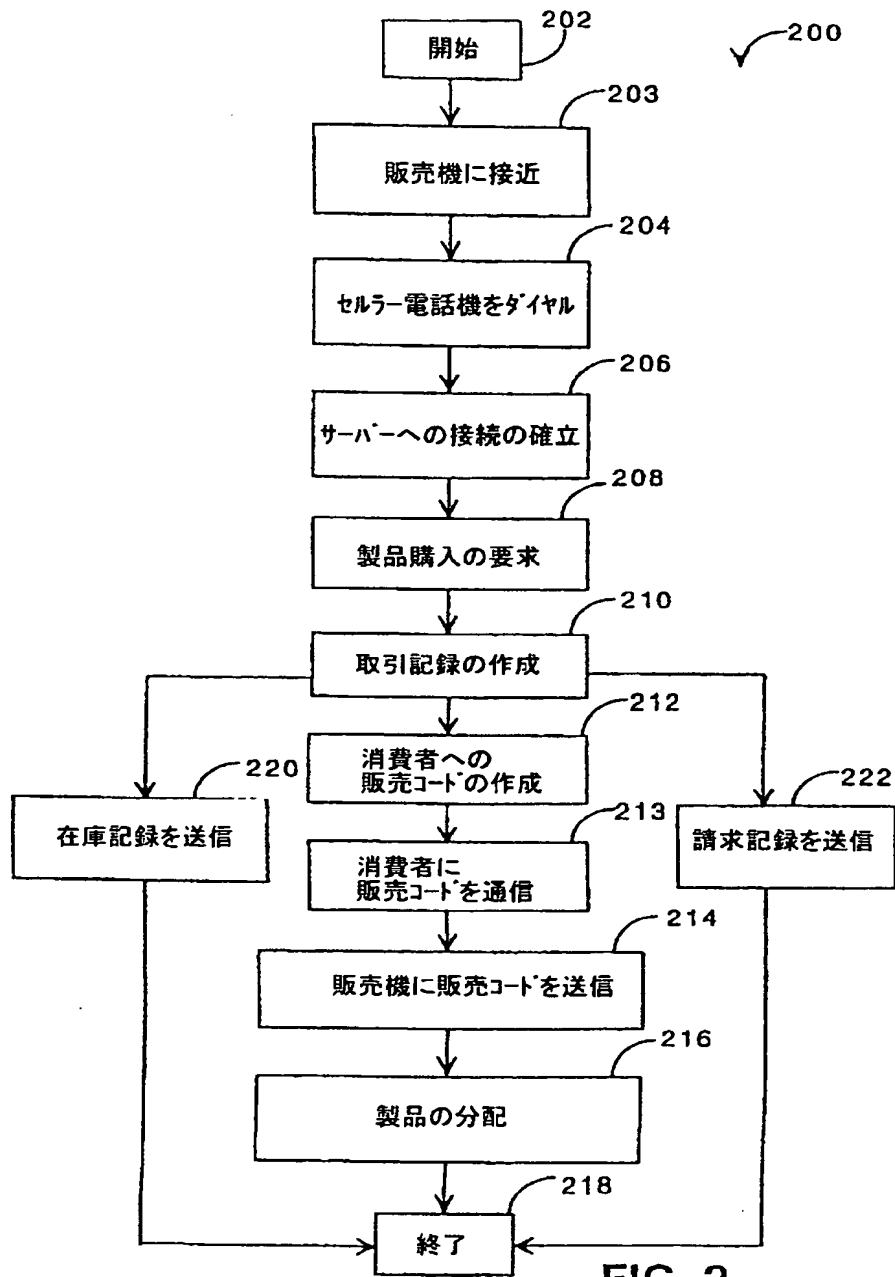 202
開始
200
203
販売機に接近
204
セルラー電話機をダイヤル
206
サーバーへの接続の確立
208
製品購入の要求
210
取引記録の作成
212
消費者への
販売コードの作成
220
在庫記録を送信
213
消費者に
販売コードを通信
222
請求記録を送信
214
販売機に販売コードを送信
216
製品の分配
218
終了
FIG. 2